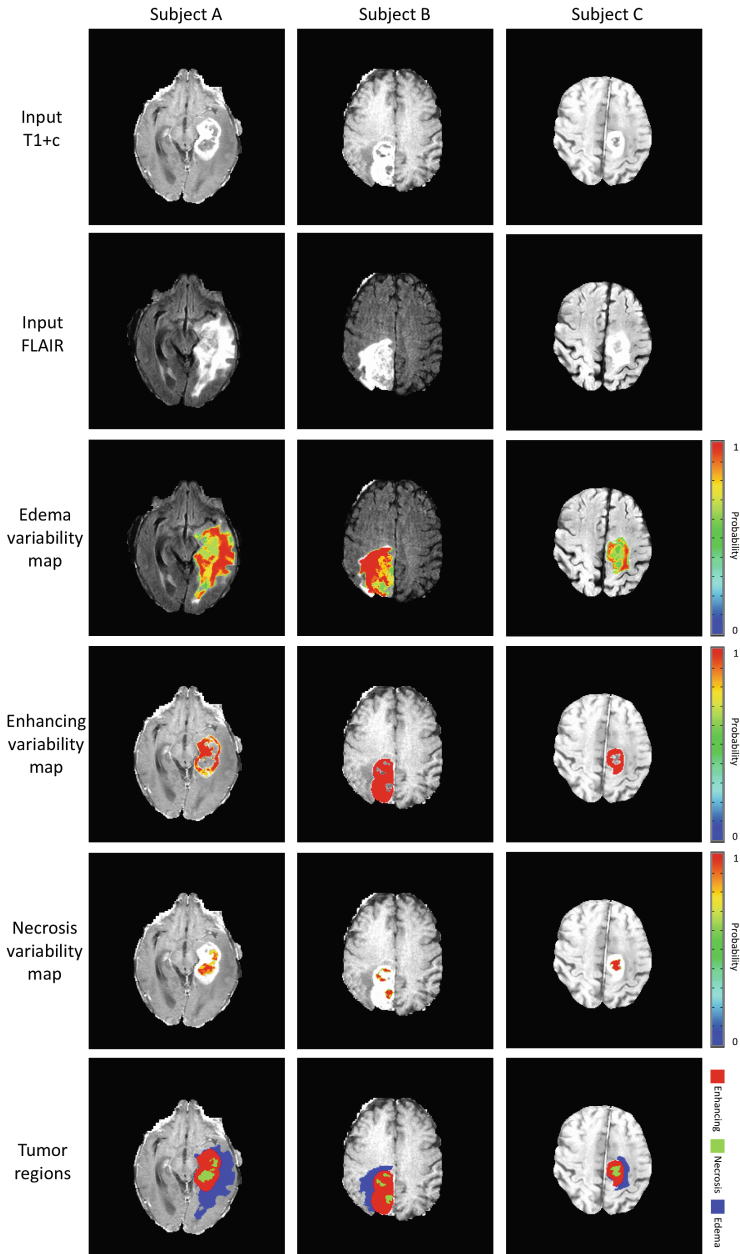 Subject A
Subject B
Subject C
Input
T1+c
Input
FLAIR
Edema
variability
map
1
Probability
0
Enhancing
variability
map
1
Probability
0
Necrosis
variability
map
1
Probability
0
Tumor
regions
Enhancing
Necrosis
Edema